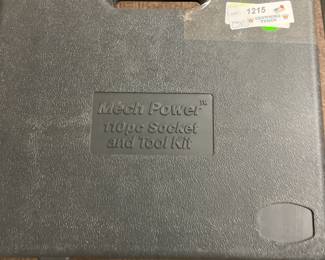 1215
Mech Power™
110pc Socket
and Tool Kit